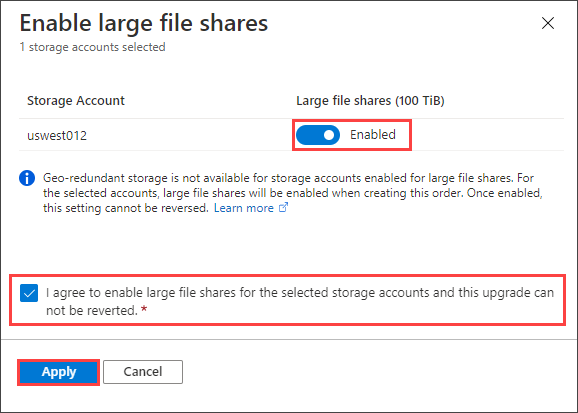 Enable large file shares
1 storage accounts selected
Storage Account Large file shares (100 TiB)
uswest012 Enabled
Geo-redundant storage is not available for storage accounts enabled for large file shares. For
the selected accounts, large file shares will be enabled when creating this order. Once enabled,
this setting cannot be reversed. Learn more
I agree to enable large file shares for the selected storage accounts and this upgrade can
not be reverted. *
Apply Cancel